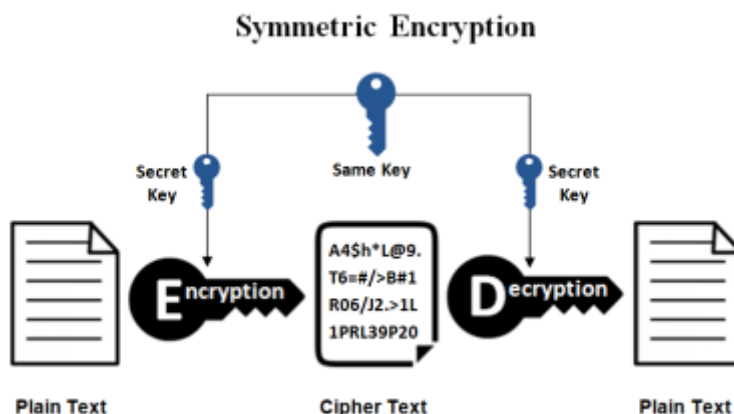 Symmetric Encryption
Secret
Key
Same Key
Secret
Key
Encryption
A4$h*L@9.
T6=#/>B#1
R06/J2.>1L
1PRL39P20
Decryption
Plain Text
Cipher Text
Plain Text